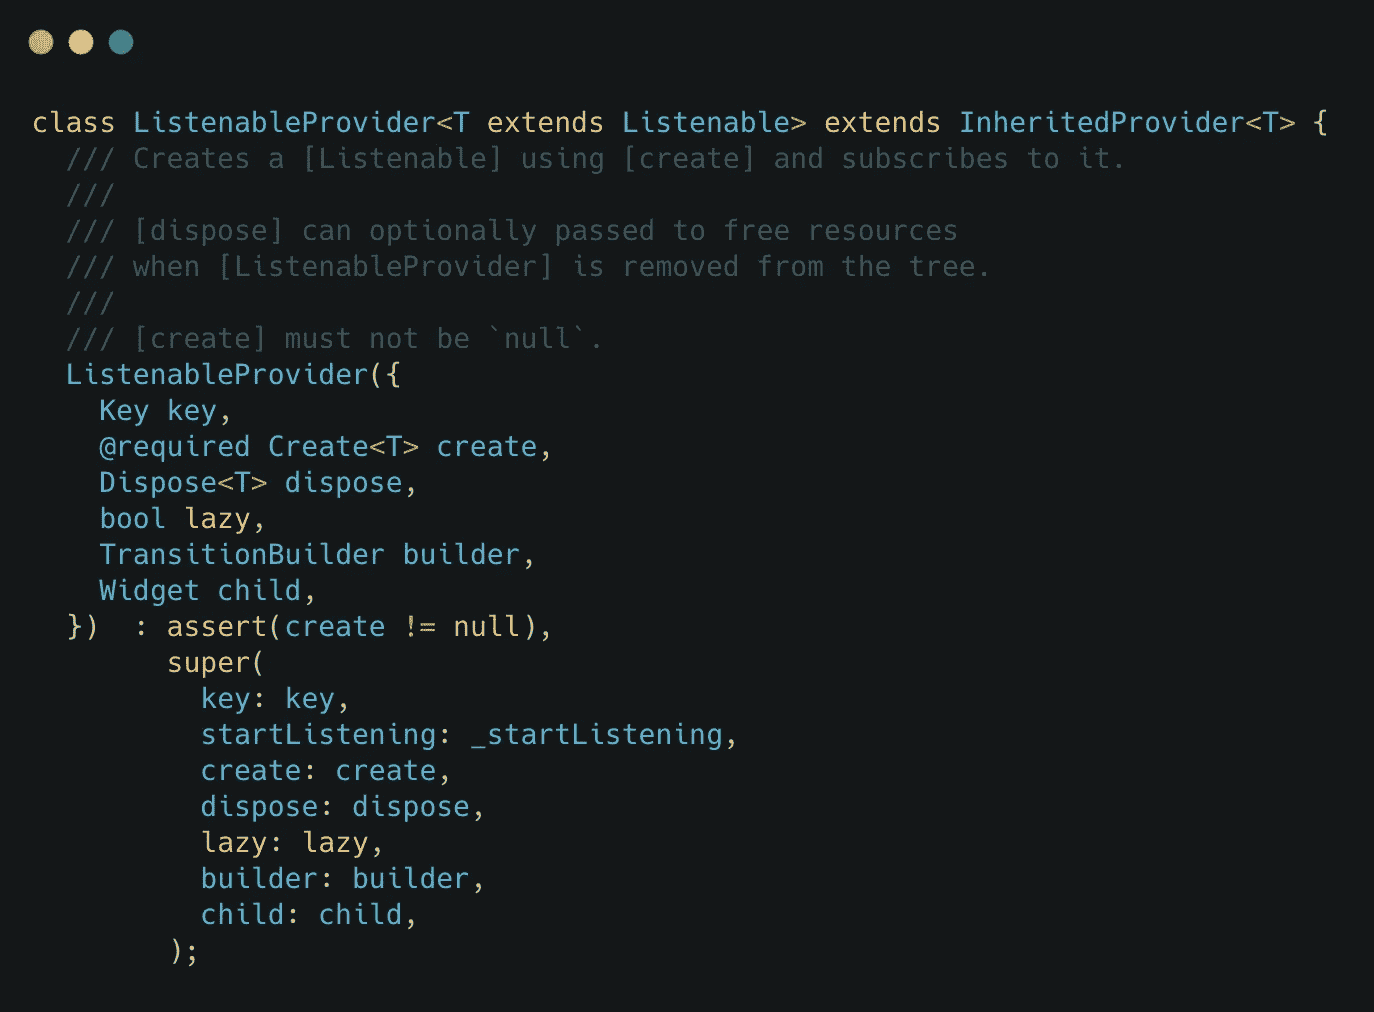 class ListenableProvider<T extends Listenable> extends InheritedProvider<T> {
  /// Creates a [Listenable] using [create] and subscribes to it.
  ///
  /// [dispose] can optionally passed to free resources
  /// when [ListenableProvider] is removed from the tree.
  ///
  /// [create] must not be `null`.
  ListenableProvider({
    Key key,
    @required Create<T> create,
    Dispose<T> dispose,
    bool lazy,
    TransitionBuilder builder,
    Widget child,
  })  : assert(create != null),
        super(
          key: key,
          startListening: _startListening,
          create: create,
          dispose: dispose,
          lazy: lazy,
          builder: builder,
          child: child,
        );